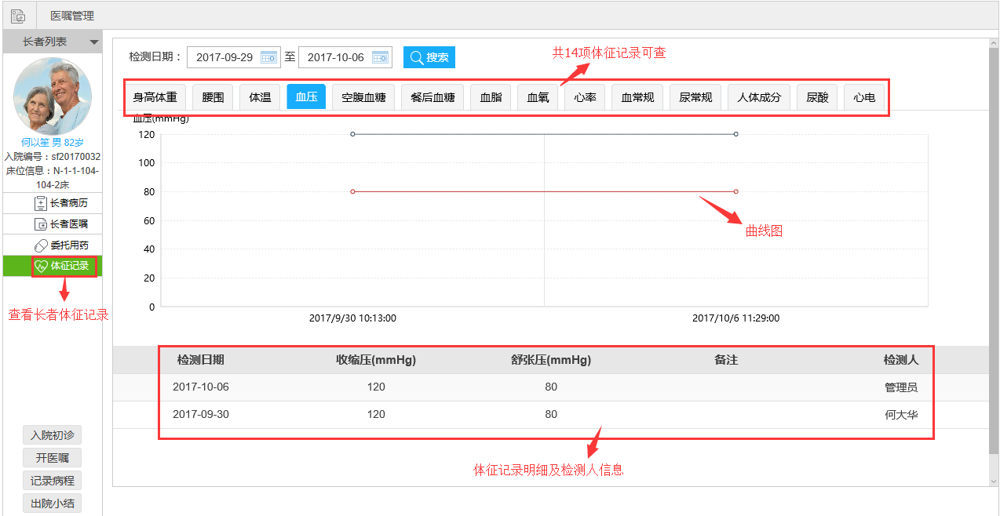 医嘱管理
长者列表
何以笙 男 82岁
入院编号：sf20170032
床位信息：N-1-1-104-
104-2床
长者病历
长者医嘱
委托用药
体征记录
查看长者体征记录
入院初诊
开医嘱
记录病程
出院小结
检测日期： 2017-09-29 至 2017-10-06 搜索
共14项体征记录可查
身高体重 腰围 体温 血压 空腹血糖 餐后血糖 血脂 血氧 心率 血常规 尿常规 人体成分 尿酸 心电
血压(mmHg)
120
100
80
60
40
20
0
曲线图
2017/9/30 10:13:00 2017/10/6 11:29:00
检测日期 收缩压(mmHg) 舒张压(mmHg) 备注 检测人
2017-10-06 120 80 管理员
2017-09-30 120 80 何大华
体征记录明细及检测人信息